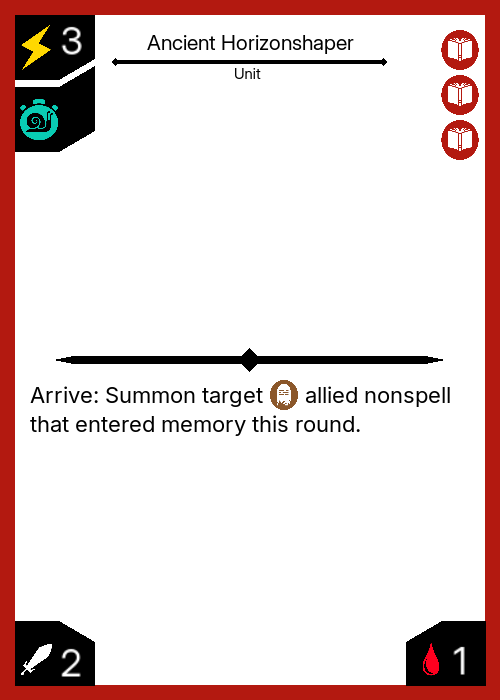 3
Ancient Horizonshaper
Unit
Arrive: Summon target allied nonspell
that entered memory this round.
2
1